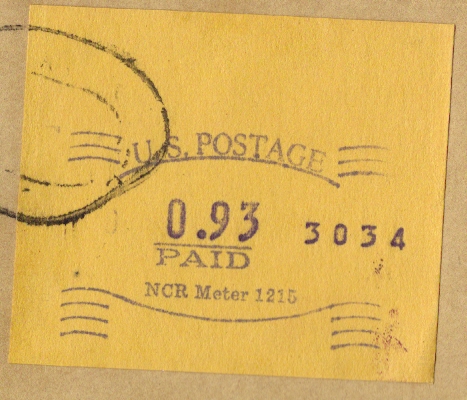 U.S. POSTAGE
0.93 3034
PAID
NCR Meter 1215